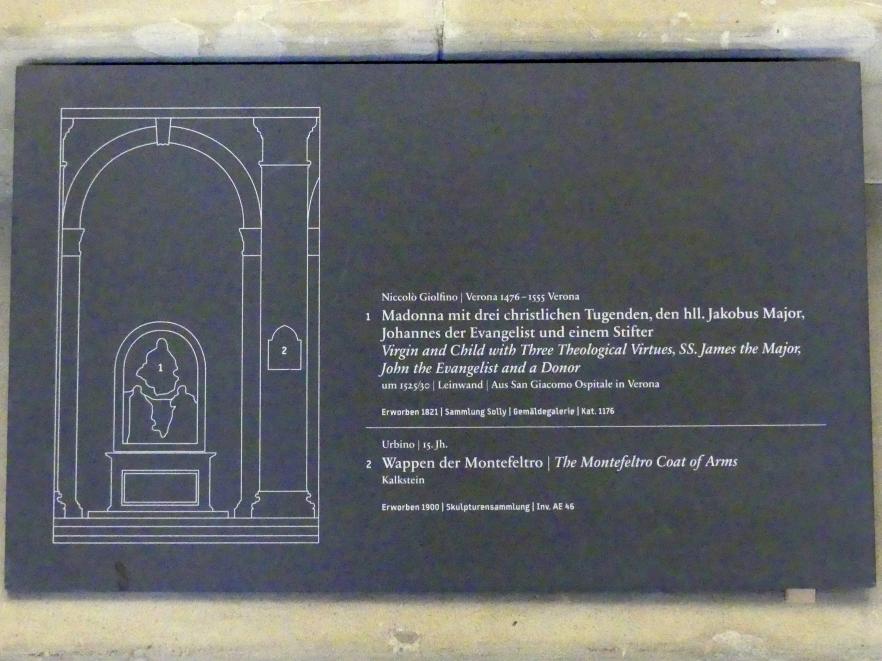 Niccolò Giolfino | Verona 1476–1555 Verona
1 Madonna mit drei christlichen Tugenden, den hll. Jakobus Major,
Johannes der Evangelist und einem Stifter
Virgin and Child with Three Theological Virtues, SS. James the Major,
John the Evangelist and a Donor
um 1525/30 | Leinwand | Aus San Giacomo Ospitale in Verona
Erworben 1821 | Sammlung Solly | Gemäldegalerie | Kat. 1176
Urbino | 15. Jh.
2 Wappen der Montefeltro | The Montefeltro Coat of Arms
Kalkstein
Erworben 1900 | Skulpturensammlung | Inv. AE 46
1
2